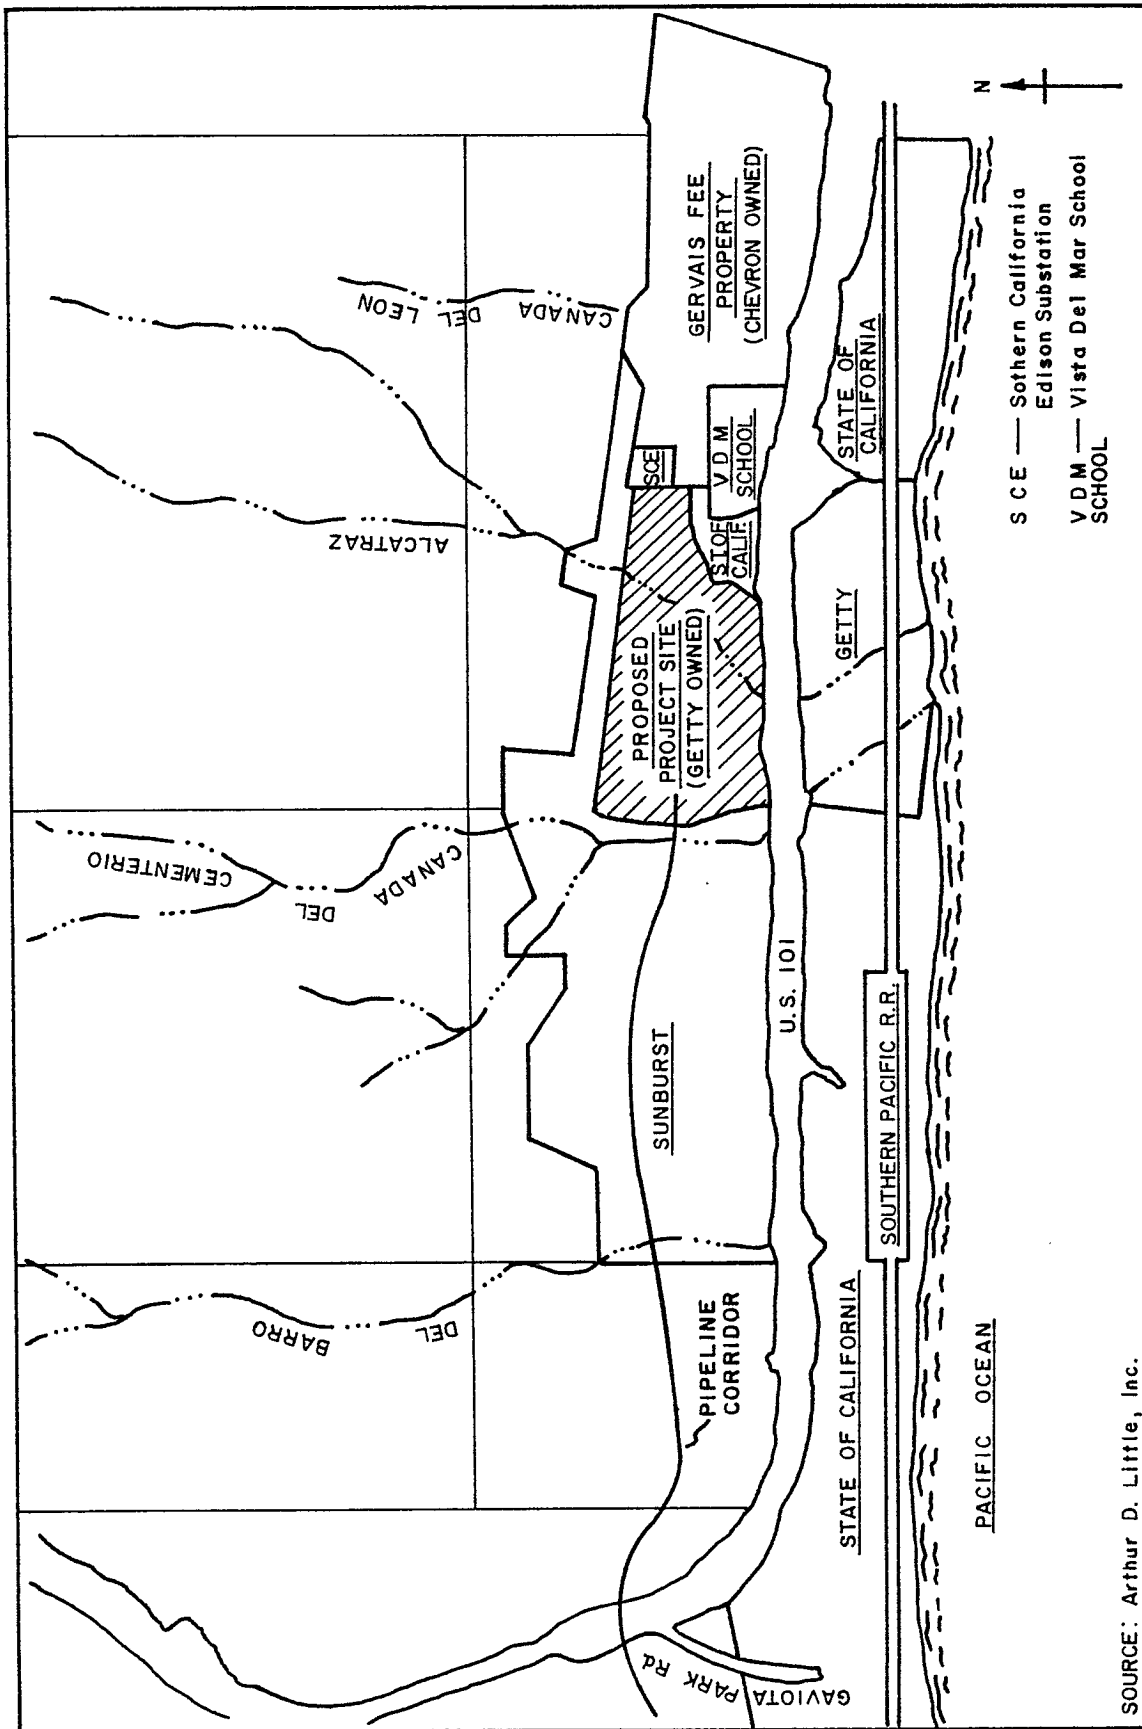 CANADA
DEL LEON
ALCATRAZ
CANADA
DEL
CEMENTERIO
BARRO
DEL
GERVAIS FEE
PROPERTY
(CHEVRON OWNED)
SCE
V D M
SCHOOL
ST OF
CALIF.
PROPOSED
PROJECT SITE
(GETTY OWNED)
SUNBURST
PIPELINE
CORRIDOR
GAVIOTA PARK Rd
U.S. 101
STATE OF
CALIFORNIA
GETTY
SOUTHERN PACIFIC R.R.
STATE OF CALIFORNIA
PACIFIC OCEAN
N
S C E — Sothern California
Edison Substation
V D M — Vista Del Mar School
SCHOOL
SOURCE: Arthur D. Little, Inc.